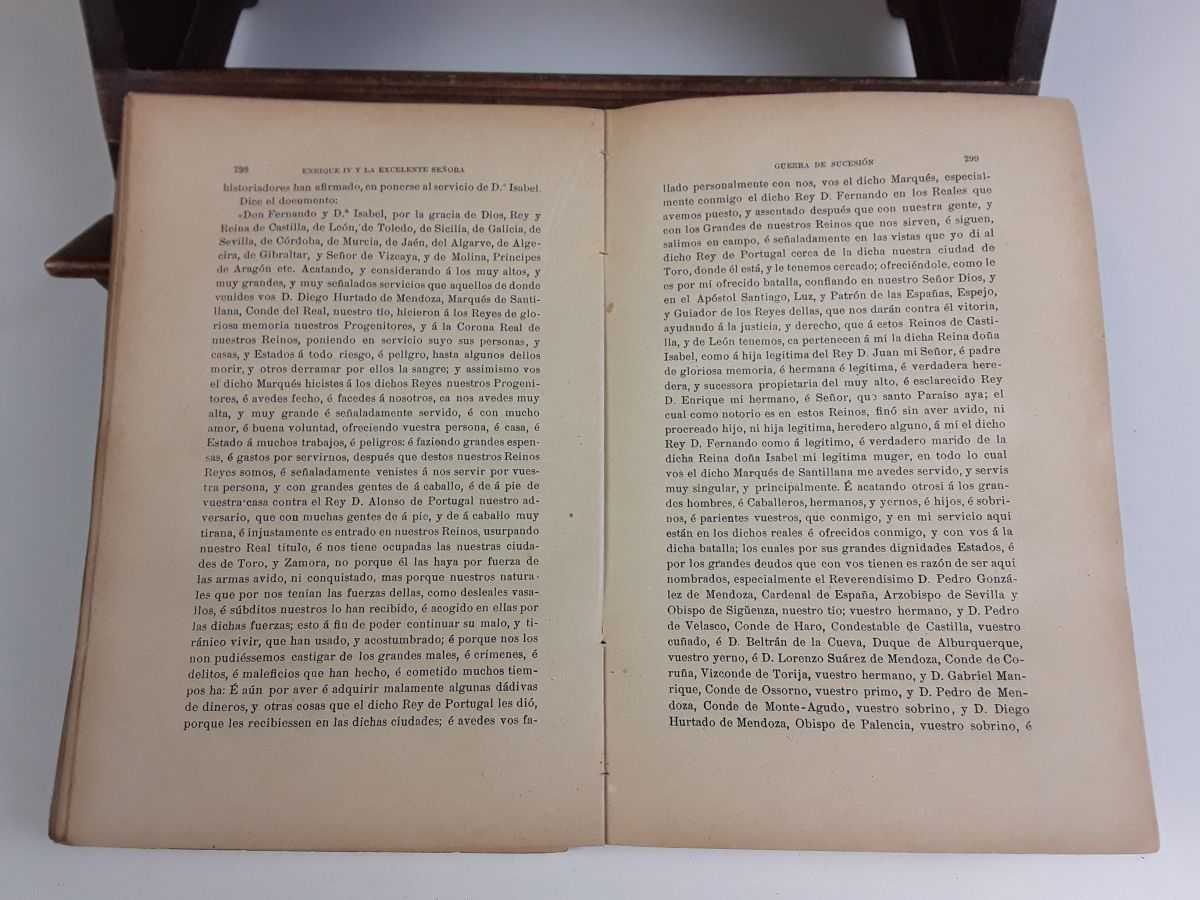 298 ENRIQUE IV Y LA EXCELENTE SEÑORA
historiadores han afirmado, en ponerse al servicio de D.ª Isabel.
Dice el documento:
«Don Fernando y D.ª Isabel, por la gracia de Dios, Rey y
Reina de Castilla, de León, de Toledo, de Sicilia, de Galicia, de
Sevilla, de Córdoba, de Murcia, de Jaén, del Algarve, de Alge-
cira, de Gibraltar, y Señor de Vizcaya, y de Molina, Príncipes
de Aragón etc. Acatando, y considerando á los muy altos, y
muy grandes, y muy señalados servicios que aquellos de donde
venides vos D. Diego Hurtado de Mendoza, Marqués de Santi-
llana, Conde del Real, nuestro tío, hicieron á los Reyes de glo-
riosa memoria nuestros Progenitores, y á la Corona Real de
nuestros Reinos, poniendo en servicio suyo sus personas, y
casas, y Estados á todo riesgo, é peligro, hasta algunos dellos
morir, y otros derramar por ellos la sangre; y assimismo vos
el dicho Marqués hicistes á los dichos Reyes nuestros Progeni-
tores, é avedes fecho, é facedes á nosotros, ca nos avedes muy
alta, y muy grande é señaladamente servido, é con mucho
amor, é buena voluntad, ofreciendo vuestra persona, é casa, é
Estado á muchos trabajos, é peligros: é faziendo grandes espen-
sas, é gastos por servirnos, después que destos nuestros Reinos
Reyes somos, é señaladamente venistes á nos servir por vues-
tra persona, y con grandes gentes de á caballo, é de á pie de
vuestra casa contra el Rey D. Alonso de Portugal nuestro ad-
versario, que con muchas gentes de á pie, y de á caballo muy
tirana, é injustamente es entrado en nuestros Reinos, usurpando
nuestro Real título, é nos tiene ocupadas las nuestras ciuda-
des de Toro, y Zamora, no porque él las haya por fuerza de
las armas avido, ni conquistado, mas porque nuestros natura-
les que por nos tenían las fuerzas dellas, como desleales vasa-
llos, é súbditos nuestros lo han recibido, é acogido en ellas por
las dichas fuerzas; esto á fin de poder continuar su malo, y ti-
ránico vivir, que han usado, y acostumbrado; é porque nos los
non pudiéssemos castigar de los grandes males, é crímenes, é
delitos, é maleficios que han hecho, é cometido muchos tiem-
pos ha: É aún por aver é adquirir malamente algunas dádivas
de dineros, y otras cosas que el dicho Rey de Portugal les dió,
porque les recibiessen en las dichas ciudades; é avedes vos fa-
GUERRA DE SUCESIÓN 299
llado personalmente con nos, vos el dicho Marqués, especial-
mente conmigo el dicho Rey D. Fernando en los Reales que
avemos puesto, y assentado después que con nuestra gente, y
con los Grandes de nuestros Reinos que nos sirven, é siguen,
salimos en campo, é señaladamente en las vistas que yo di al
dicho Rey de Portugal cerca de la dicha nuestra ciudad de
Toro, donde él está, y le tenemos cercado; ofreciéndole, como le
es por mí ofrecido batalla, confiando en nuestro Señor Dios, y
en el Apóstol Santiago, Luz, y Patrón de las Españas, Espejo,
y Guiador de los Reyes dellas, que nos darán contra él vitoria,
ayudando á la justicia, y derecho, que á estos Reinos de Casti-
lla, y de León tenemos, ca pertenecen á mí la dicha Reina doña
Isabel, como á hija legítima del Rey D. Juan mi Señor, é padre
de gloriosa memoria, é hermana é legítima, é verdadera here-
dera, y sucessora propietaria del muy alto, é esclarecido Rey
D. Enrique mi hermano, é Señor, que santo Paraíso aya; el
cual como notorio es en estos Reinos, finó sin aver avido, ni
procreado hijo, ni hija legítima, heredero alguno, á mí el dicho
Rey D. Fernando como á legítimo, é verdadero marido de la
dicha Reina doña Isabel mi legítima muger, en todo lo cual
vos el dicho Marqués de Santillana me avedes servido, y servís
muy singular, y principalmente. É acatando otrosí á los gran-
des hombres, é Caballeros, hermanos, y yernos, é hijos, é sobri-
nos, é parientes vuestros, que conmigo, y en mi servicio aquí
están en los dichos reales é ofrecidos conmigo, y con vos á la
dicha batalla; los cuales por sus grandes dignidades Estados, é
por los grandes deudos que con vos tienen es razón de ser aquí
nombrados, especialmente el Reverendísimo D. Pedro Gonzá-
lez de Mendoza, Cardenal de España, Arzobispo de Sevilla y
Obispo de Sigüenza, nuestro tío; vuestro hermano, y D. Pedro
de Velasco, Conde de Haro, Condestable de Castilla, vuestro
cuñado, é D. Beltrán de la Cueva, Duque de Alburquerque,
vuestro yerno, é D. Lorenzo Suárez de Mendoza, Conde de Co-
ruña, Vizconde de Torija, vuestro hermano, y D. Gabriel Man-
rique, Conde de Ossorno, vuestro primo, y D. Pedro de Men-
doza, Conde de Monte-Agudo, vuestro sobrino, y D. Diego
Hurtado de Mendoza, Obispo de Palencia, vuestro sobrino, é